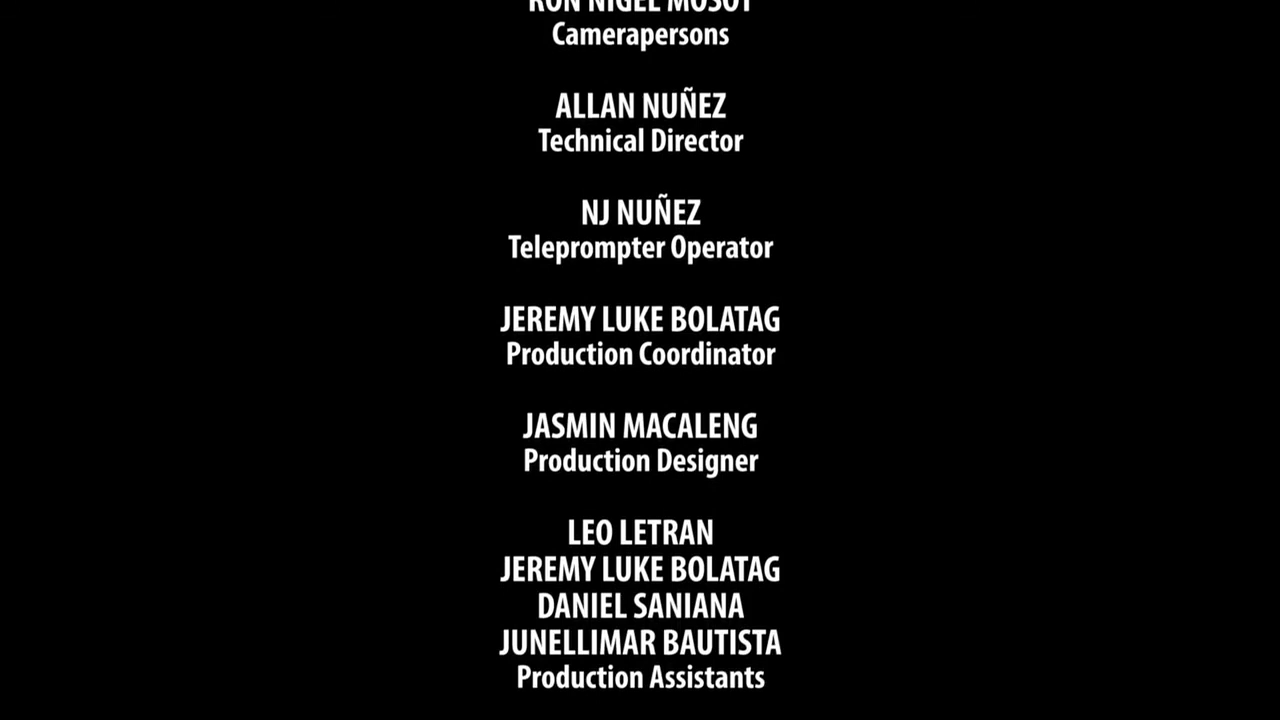 RON NIGEL MOSOT
Camerapersons
ALLAN NUÑEZ
Technical Director
NJ NUÑEZ
Teleprompter Operator
JEREMY LUKE BOLATAG
Production Coordinator
JASMIN MACALENG
Production Designer
LEO LETRAN
JEREMY LUKE BOLATAG
DANIEL SANIANA
JUNELLIMAR BAUTISTA
Production Assistants